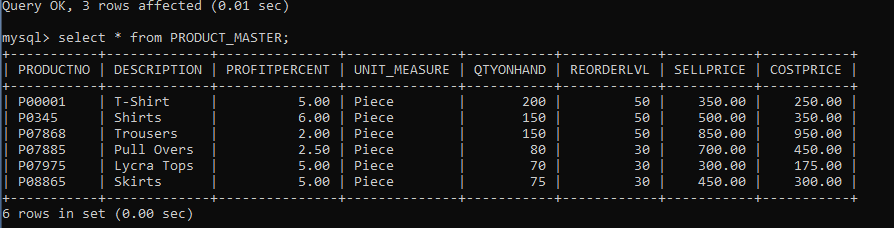 Query OK, 3 rows affected (0.01 sec)
mysql> select * from PRODUCT_MASTER;
+-----------+-------------+---------------+--------------+-----------+------------+-----------+-----------+
| PRODUCTNO | DESCRIPTION | PROFITPERCENT | UNIT_MEASURE | QTYONHAND | REORDERLVL | SELLPRICE | COSTPRICE |
+-----------+-------------+---------------+--------------+-----------+------------+-----------+-----------+
| P00001    | T-Shirt     |          5.00 | Piece        |       200 |         50 |    350.00 |    250.00 |
| P0345     | Shirts      |          6.00 | Piece        |       150 |         50 |    500.00 |    350.00 |
| P07868    | Trousers    |          2.00 | Piece        |       150 |         50 |    850.00 |    950.00 |
| P07885    | Pull Overs  |          2.50 | Piece        |        80 |         30 |    700.00 |    450.00 |
| P07975    | Lycra Tops  |          5.00 | Piece        |        70 |         30 |    300.00 |    175.00 |
| P08865    | Skirts      |          5.00 | Piece        |        75 |         30 |    450.00 |    300.00 |
+-----------+-------------+---------------+--------------+-----------+------------+-----------+-----------+
6 rows in set (0.00 sec)